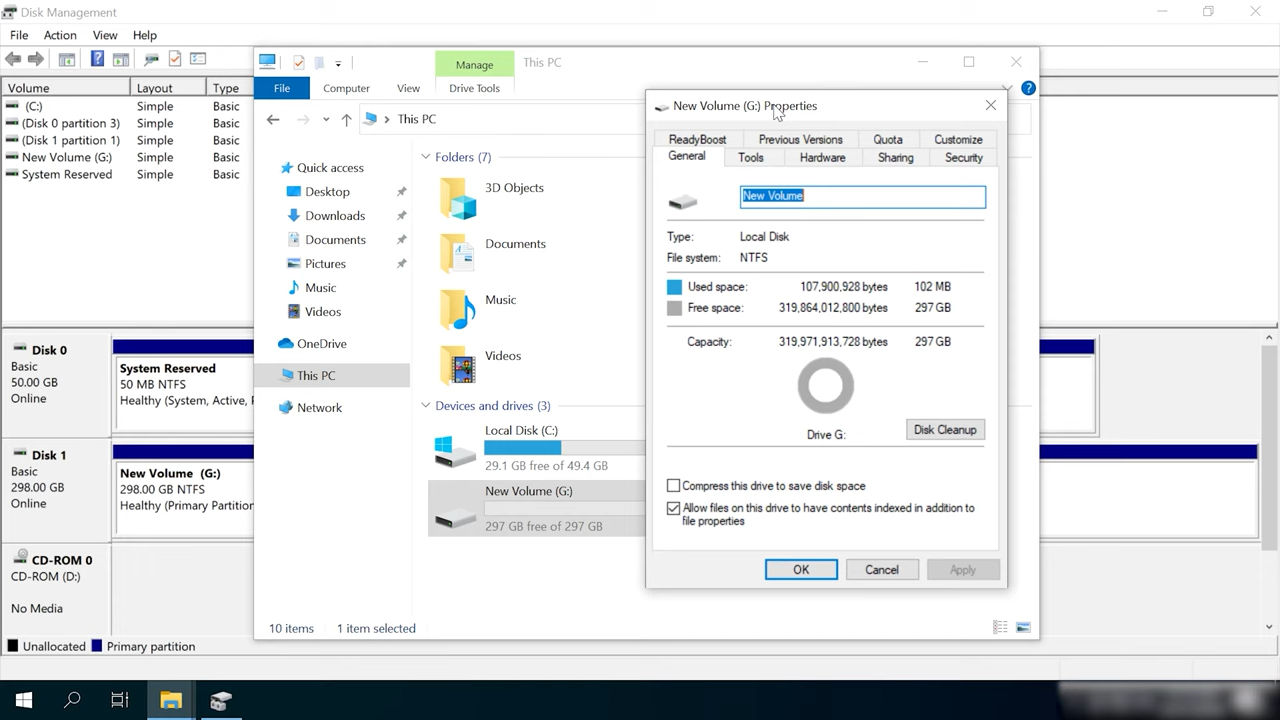 Disk Management
File Action View Help
Volume Layout Type
(C:) Simple Basic
(Disk 0 partition 3) Simple Basic
(Disk 1 partition 1) Simple Basic
New Volume (G:) Simple Basic
System Reserved Simple Basic
Manage This PC
File Computer View Drive Tools
This PC
Quick access
Desktop
Downloads
Documents
Pictures
Music
Videos
OneDrive
This PC
Network
Folders (7)
3D Objects
Documents
Music
Videos
Devices and drives (3)
Local Disk (C:)
29.1 GB free of 49.4 GB
New Volume (G:)
297 GB free of 297 GB
10 items 1 item selected
New Volume (G:) Properties
ReadyBoost Previous Versions Quota Customize
General Tools Hardware Sharing Security
New Volume
Type: Local Disk
File system: NTFS
Used space: 107,900,928 bytes 102 MB
Free space: 319,864,012,800 bytes 297 GB
Capacity: 319,971,913,728 bytes 297 GB
Drive G: Disk Cleanup
Compress this drive to save disk space
Allow files on this drive to have contents indexed in addition to
file properties
OK Cancel Apply
Disk 0
Basic
50.00 GB
Online
System Reserved
50 MB NTFS
Healthy (System, Active,
Disk 1
Basic
298.00 GB
Online
New Volume (G:)
298.00 GB NTFS
Healthy (Primary Partition
CD-ROM 0
CD-ROM (D:)
No Media
Unallocated Primary partition